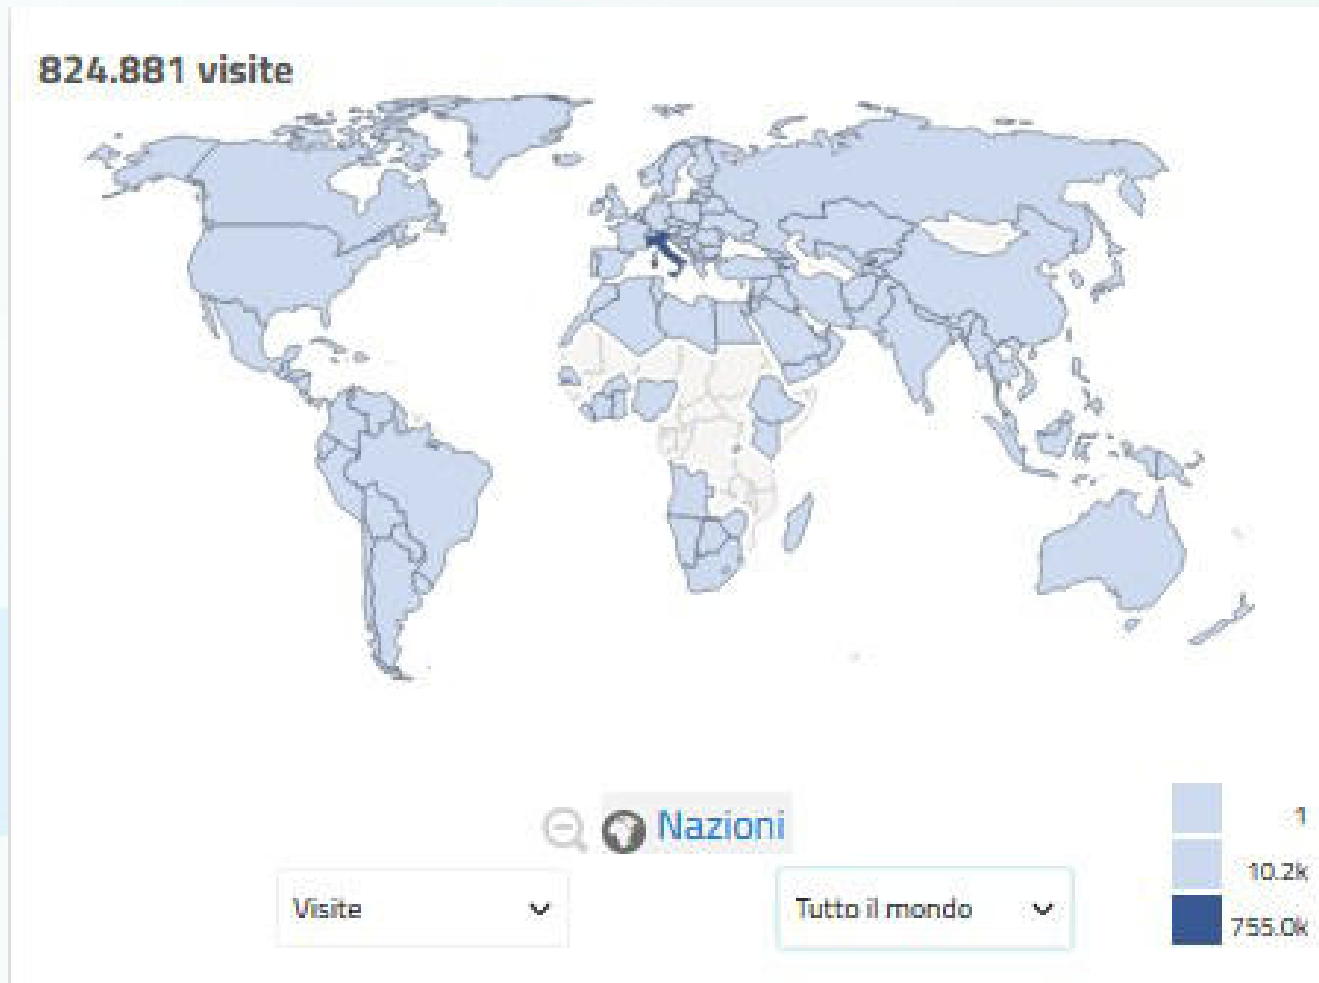 824.881 visite
Nazioni
Visite
Tutto il mondo
1
10.2k
755.0k